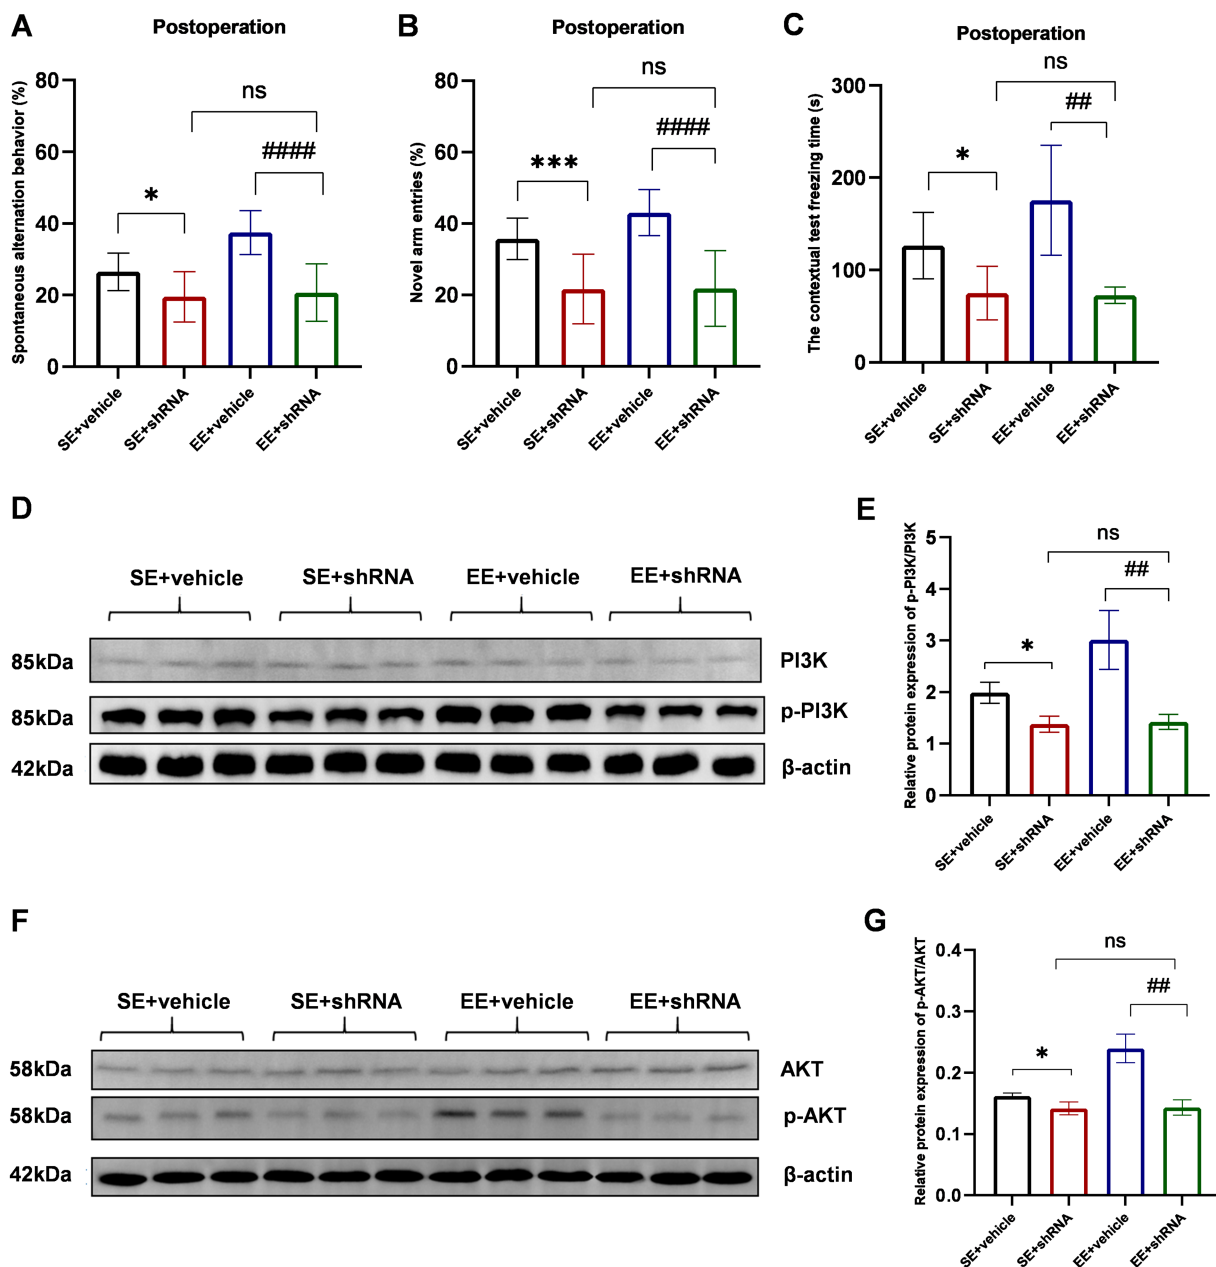 A
Postoperation
Spontaneous alternation behavior (%)
80
60
40
20
0
*
####
ns
SE+vehicle
SE+shRNA
EE+vehicle
EE+shRNA
B
Postoperation
Novel arm entries (%)
80
60
40
20
0
***
####
ns
SE+vehicle
SE+shRNA
EE+vehicle
EE+shRNA
C
Postoperation
The contextual test freezing time (s)
300
200
100
0
*
##
ns
SE+vehicle
SE+shRNA
EE+vehicle
EE+shRNA
D
SE+vehicle
SE+shRNA
EE+vehicle
EE+shRNA
85kDa
PI3K
85kDa
p-PI3K
42kDa
β-actin
E
Relative protein expression of p-PI3K/PI3K
5
4
3
2
1
0
*
##
ns
SE+vehicle
SE+shRNA
EE+vehicle
EE+shRNA
F
SE+vehicle
SE+shRNA
EE+vehicle
EE+shRNA
58kDa
AKT
58kDa
p-AKT
42kDa
β-actin
G
Relative protein expression of p-AKT/AKT
0.4
0.3
0.2
0.1
0.0
*
##
ns
SE+vehicle
SE+shRNA
EE+vehicle
EE+shRNA